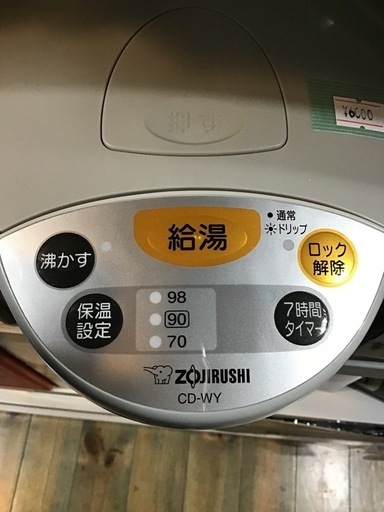 押す
¥6000
給湯
•通常
ドリップ
沸かす
ロック
解除
保温
設定
98
90
70
7時間
タイマー
ZOJIRUSHI
CD-WY